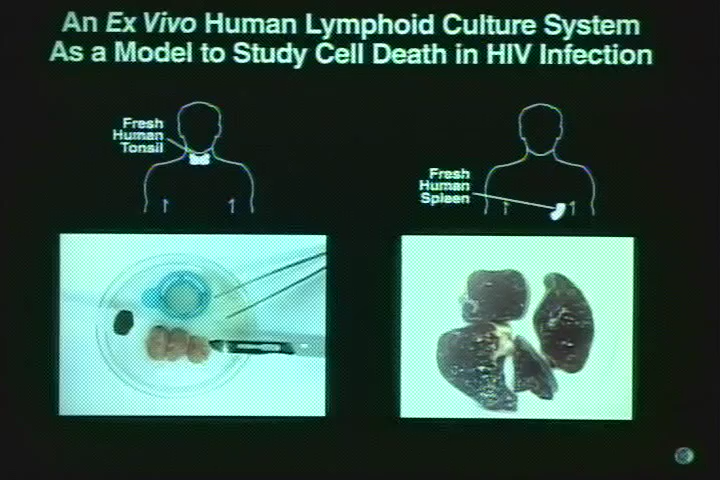 An Ex Vivo Human Lymphoid Culture System
As a Model to Study Cell Death in HIV Infection
Fresh
Human
Tonsil
Fresh
Human
Spleen